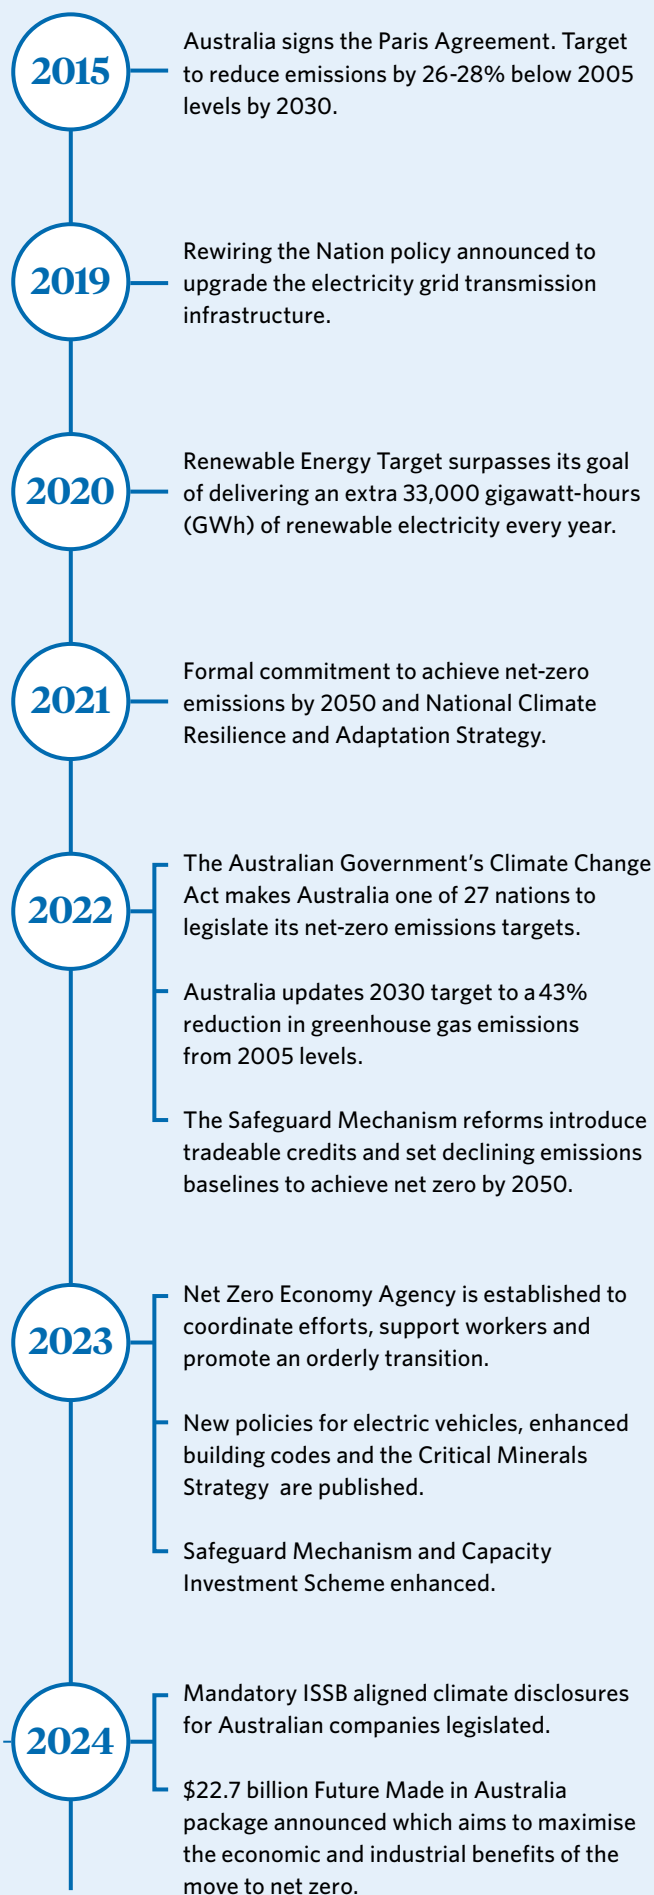 2015
Australia signs the Paris Agreement. Target
to reduce emissions by 26-28% below 2005
levels by 2030.
2019
Rewiring the Nation policy announced to
upgrade the electricity grid transmission
infrastructure.
2020
Renewable Energy Target surpasses its goal
of delivering an extra 33,000 gigawatt-hours
(GWh) of renewable electricity every year.
2021
Formal commitment to achieve net-zero
emissions by 2050 and National Climate
Resilience and Adaptation Strategy.
2022
The Australian Government’s Climate Change
Act makes Australia one of 27 nations to
legislate its net-zero emissions targets.
Australia updates 2030 target to a 43%
reduction in greenhouse gas emissions
from 2005 levels.
The Safeguard Mechanism reforms introduce
tradeable credits and set declining emissions
baselines to achieve net zero by 2050.
2023
Net Zero Economy Agency is established to
coordinate efforts, support workers and
promote an orderly transition.
New policies for electric vehicles, enhanced
building codes and the Critical Minerals
Strategy  are published.
Safeguard Mechanism and Capacity
Investment Scheme enhanced.
2024
Mandatory ISSB aligned climate disclosures
for Australian companies legislated.
$22.7 billion Future Made in Australia
package announced which aims to maximise
the economic and industrial benefits of the
move to net zero.